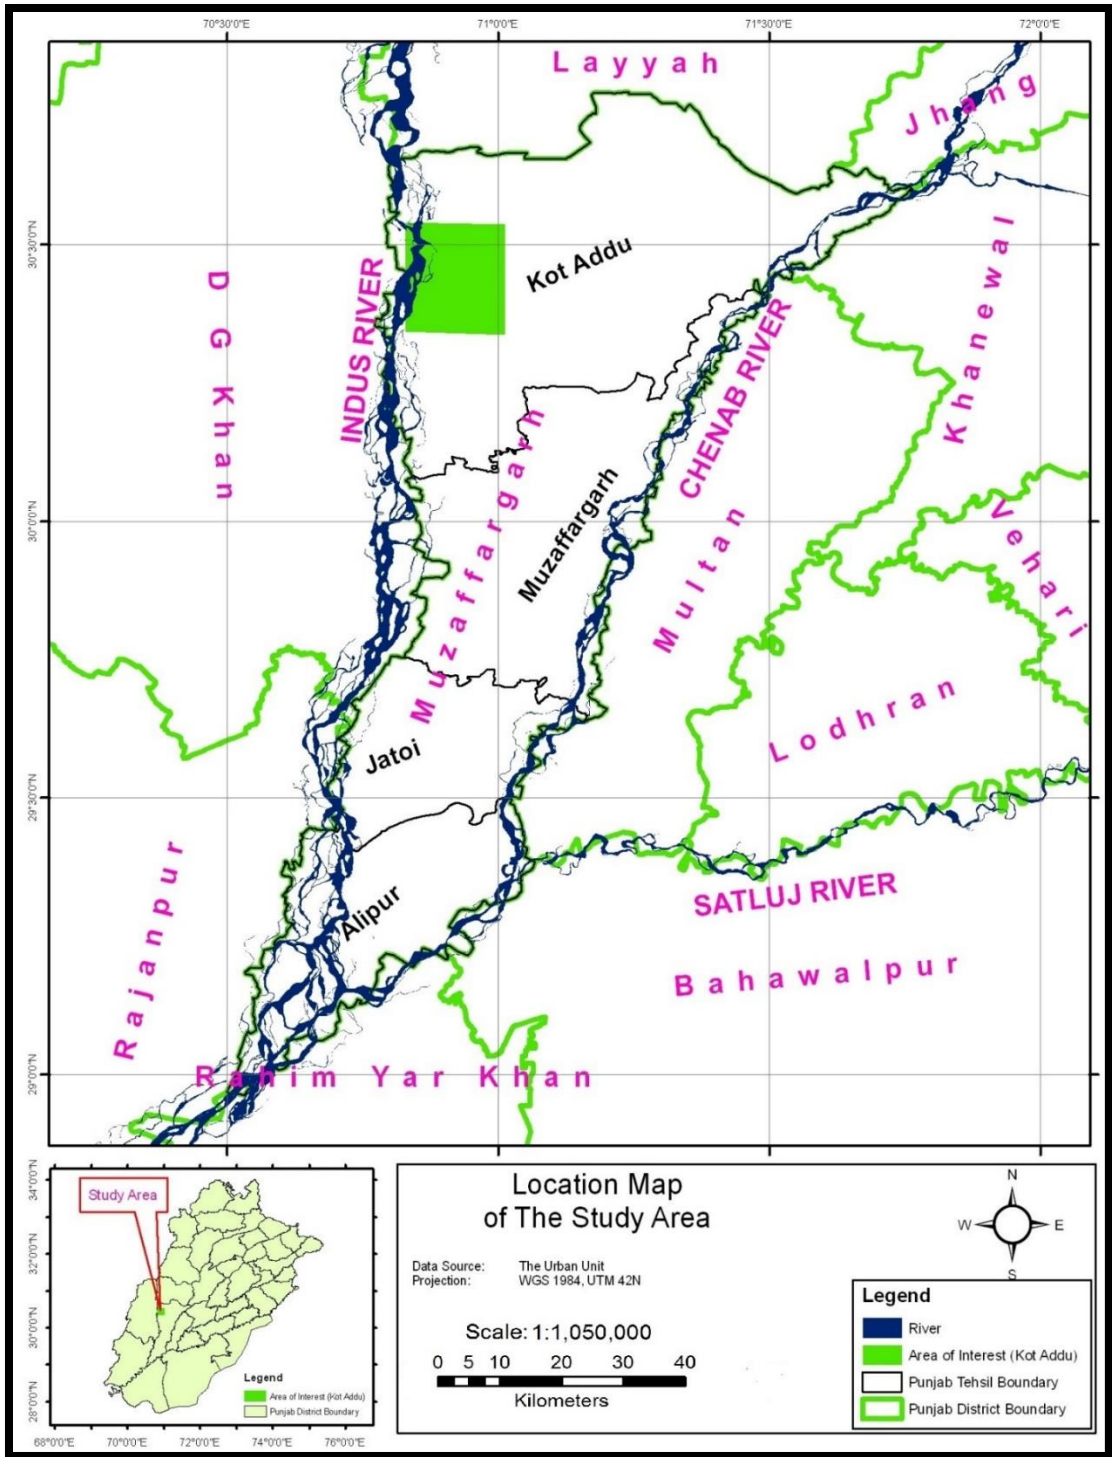 70°30'0"E 71°0'0"E 71°30'0"E 72°0'0"E
Layyah
Jhang
30°30'0"N
Kot Addu
D G Khan
INDUS RIVER
Khanewal
CHENAB RIVER
Muzaffargarh
Muzaffargarh
30°0'0"N
Multan
Vehari
Lodhran
Jatoi
29°30'0"N
SATLUJ RIVER
Alipur
Rajanpur
Bahawalpur
29°0'0"N
Rahim Yar Khan
Study Area
34°0'0"N
32°0'0"N
30°0'0"N
28°0'0"N
Legend
Area of Interest (Kot Addu)
Punjab District Boundary
68°0'0"E 70°0'0"E 72°0'0"E 74°0'0"E 76°0'0"E
Location Map
of The Study Area
Data Source: The Urban Unit
Projection: WGS 1984, UTM 42N
Scale: 1:1,050,000
0 5 10 20 30 40
Kilometers
N
W E
S
Legend
River
Area of Interest (Kot Addu)
Punjab Tehsil Boundary
Punjab District Boundary